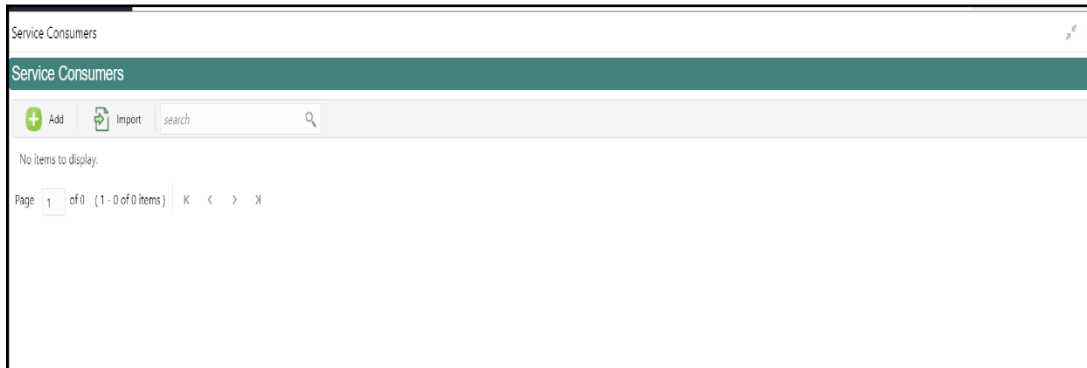 Service Consumers
Service Consumers
Add Import search
No items to display.
Page 1 of 0 ( 1 - 0 of 0 items )